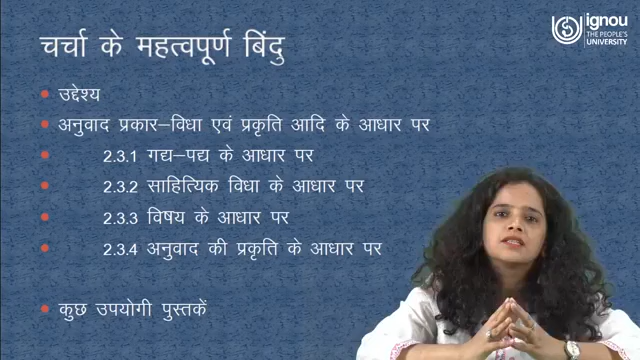 चर्चा के महत्वपूर्ण बिंदु
ignou
THE PEOPLE'S
UNIVERSITY
उद्देश्य
अनुवाद प्रकार–विधा एवं प्रकृति आदि के आधार पर
2.3.1 गद्य–पद्य के आधार पर
2.3.2 साहित्यिक विधा के आधार पर
2.3.3 विषय के आधार पर
2.3.4 अनुवाद की प्रकृति के आधार पर
कुछ उपयोगी पुस्तकें